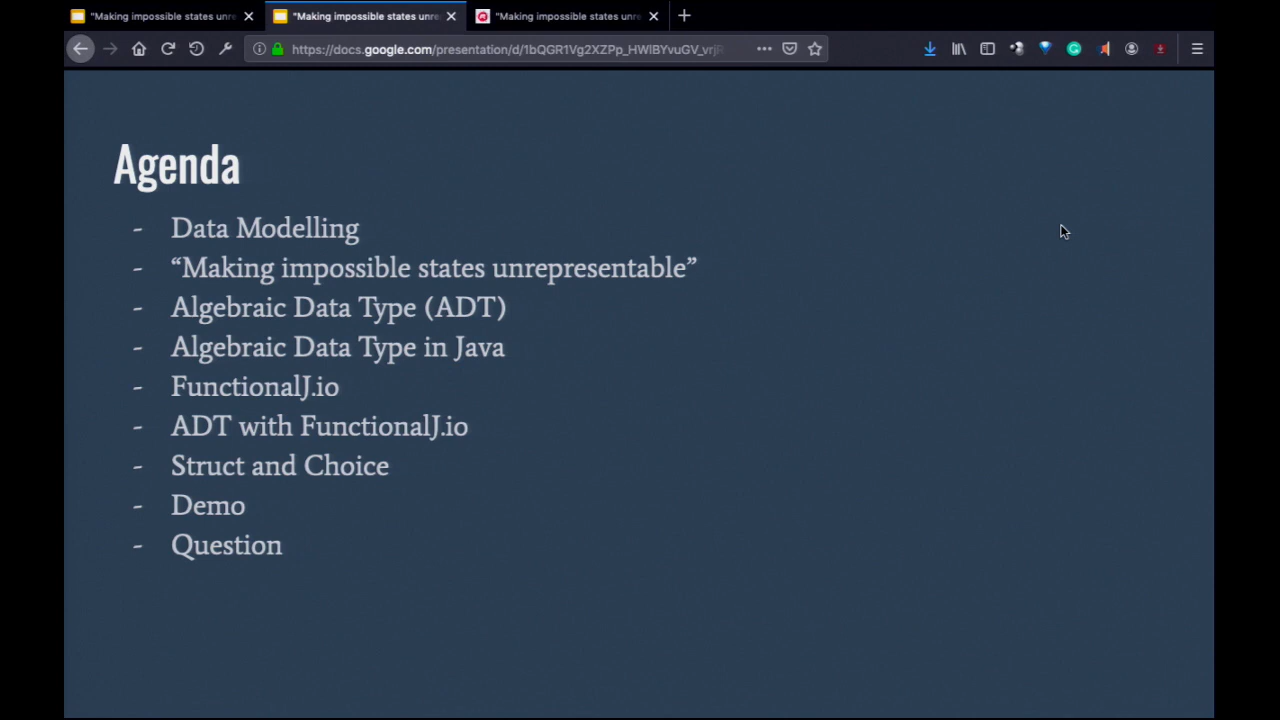 "Making impossible states unre
"Making impossible states unre
"Making impossible states unre
https://docs.google.com/presentation/d/1bQGR1Vg2XZPp_HWlBYvuGV_vrj
Agenda
- Data Modelling
- “Making impossible states unrepresentable”
- Algebraic Data Type (ADT)
- Algebraic Data Type in Java
- FunctionalJ.io
- ADT with FunctionalJ.io
- Struct and Choice
- Demo
- Question